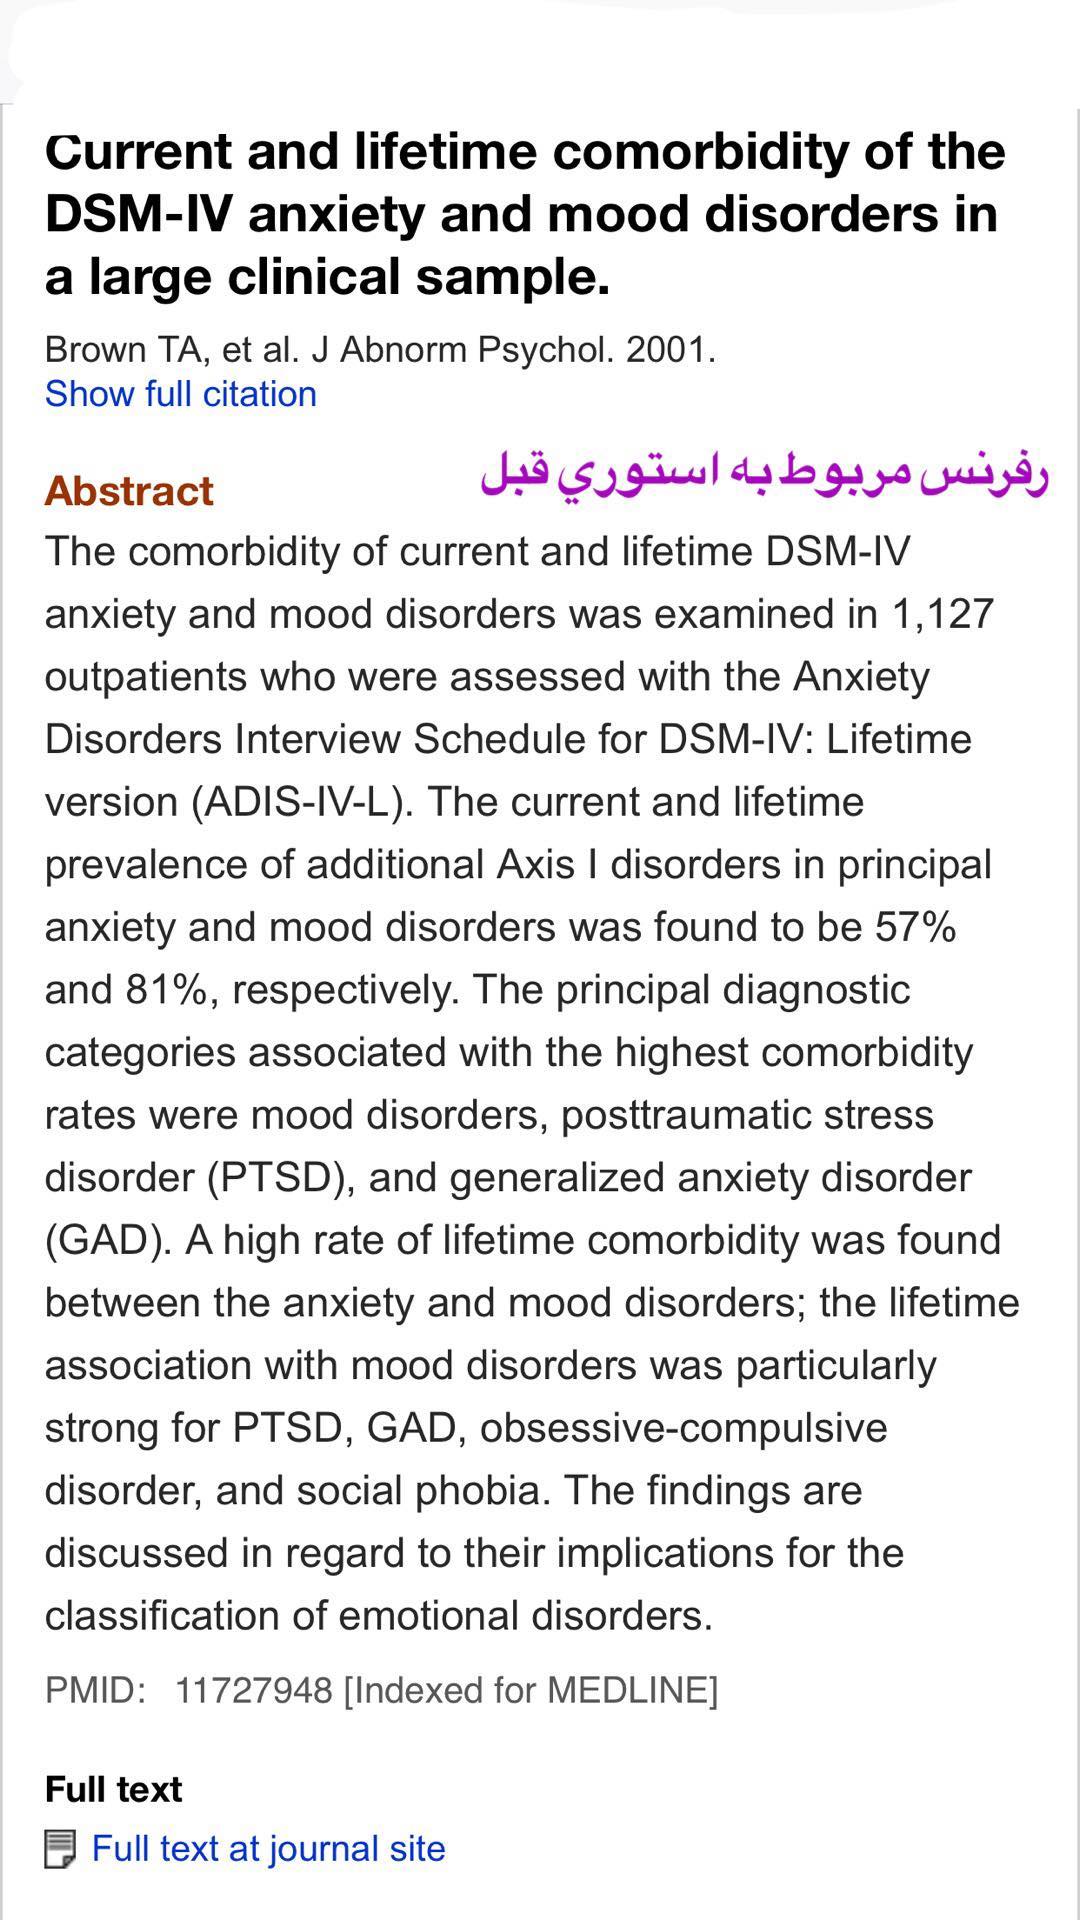 Current and lifetime comorbidity of the
DSM-IV anxiety and mood disorders in
a large clinical sample.
Brown TA, et al. J Abnorm Psychol. 2001.
Show full citation
رفرنس مربوط به استوري قبل
Abstract
The comorbidity of current and lifetime DSM-IV
anxiety and mood disorders was examined in 1,127
outpatients who were assessed with the Anxiety
Disorders Interview Schedule for DSM-IV: Lifetime
version (ADIS-IV-L). The current and lifetime
prevalence of additional Axis I disorders in principal
anxiety and mood disorders was found to be 57%
and 81%, respectively. The principal diagnostic
categories associated with the highest comorbidity
rates were mood disorders, posttraumatic stress
disorder (PTSD), and generalized anxiety disorder
(GAD). A high rate of lifetime comorbidity was found
between the anxiety and mood disorders; the lifetime
association with mood disorders was particularly
strong for PTSD, GAD, obsessive-compulsive
disorder, and social phobia. The findings are
discussed in regard to their implications for the
classification of emotional disorders.
PMID: 11727948 [Indexed for MEDLINE]
Full text
Full text at journal site